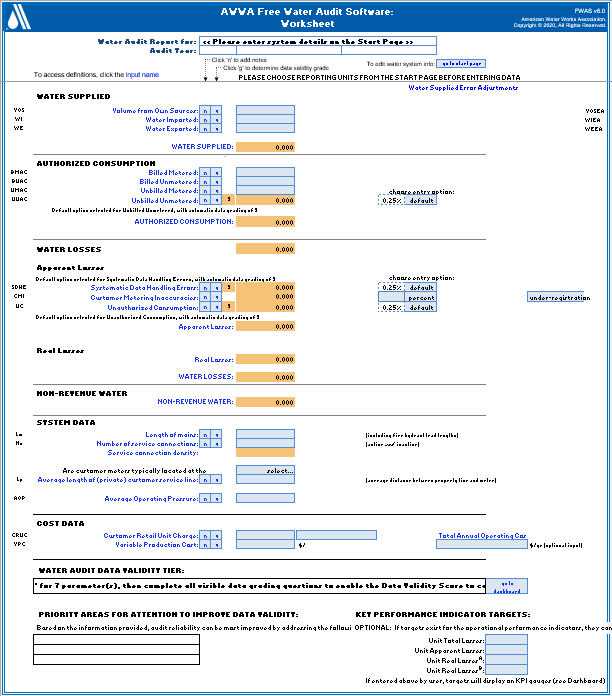 AWWA Free Water Audit Software:
Worksheet
FWAS v6.0
American Water Works Association.
Copyright © 2020, All Rights Reserved.
Water Audit Report for: << Please enter system details on the Start Page >>
Audit Year:
Click 'n' to add notes
Click 'g' to determine data validity grade
To edit water system info: go to start page
To access definitions, click the input name
PLEASE CHOOSE REPORTING UNITS FROM THE START PAGE BEFORE ENTERING DATA
Water Supplied Error Adjustments
WATER SUPPLIED
VOS Volume from Own Sources: n g VOSEA
WI Water Imported: n g WIEA
WE Water Exported: n g WEEA
WATER SUPPLIED: 0.000
AUTHORIZED CONSUMPTION
BMAC Billed Metered: n g
BUAC Billed Unmetered: n g
UMAC Unbilled Metered: n g choose entry option:
UUAC Unbilled Unmetered: n g 3 0.000 0.25% default
Default option selected for Unbilled Unmetered, with automatic data grading of 3
AUTHORIZED CONSUMPTION: 0.000
WATER LOSSES 0.000
Apparent Losses
Default option selected for Systematic Data Handling Errors, with automatic data grading of 3 choose entry option:
SDHE Systematic Data Handling Errors: n g 3 0.000 0.25% default
CMI Customer Metering Inaccuracies: n g 0.000 percent under-registration
UC Unauthorized Consumption: n g 3 0.000 0.25% default
Default option selected for Unauthorized Consumption, with automatic data grading of 3
Apparent Losses: 0.000
Real Losses
Real Losses: 0.000
WATER LOSSES: 0.000
NON-REVENUE WATER
NON-REVENUE WATER: 0.000
SYSTEM DATA
Lm Length of mains: n g (including fire hydrant lead lengths)
Nc Number of service connections: n g (active and inactive)
Service connection density:
Are customer meters typically located at the select...
Lp Average length of (private) customer service line: n g (average distance between property line and meter)
AOP Average Operating Pressure: n g
COST DATA
CRUC Customer Retail Unit Charge: n g Total Annual Operating Cos
VPC Variable Production Cost: n g $/ $/yr (optional input)
WATER AUDIT DATA VALIDITY TIER:
* for 7 parameter(s), then complete all visible data grading questions to enable the Data Validity Score to ca go to dashboard
PRIORITY AREAS FOR ATTENTION TO IMPROVE DATA VALIDITY: KEY PERFORMANCE INDICATOR TARGETS:
Based on the information provided, audit reliability can be most improved by addressing the followi OPTIONAL: If targets exist for the operational performance indicators, they can
Unit Total Losses:
Unit Apparent Losses:
Unit Real Losses^A:
Unit Real Losses^B:
If entered above by user, targets will display on KPI gauges (see Dashboard)